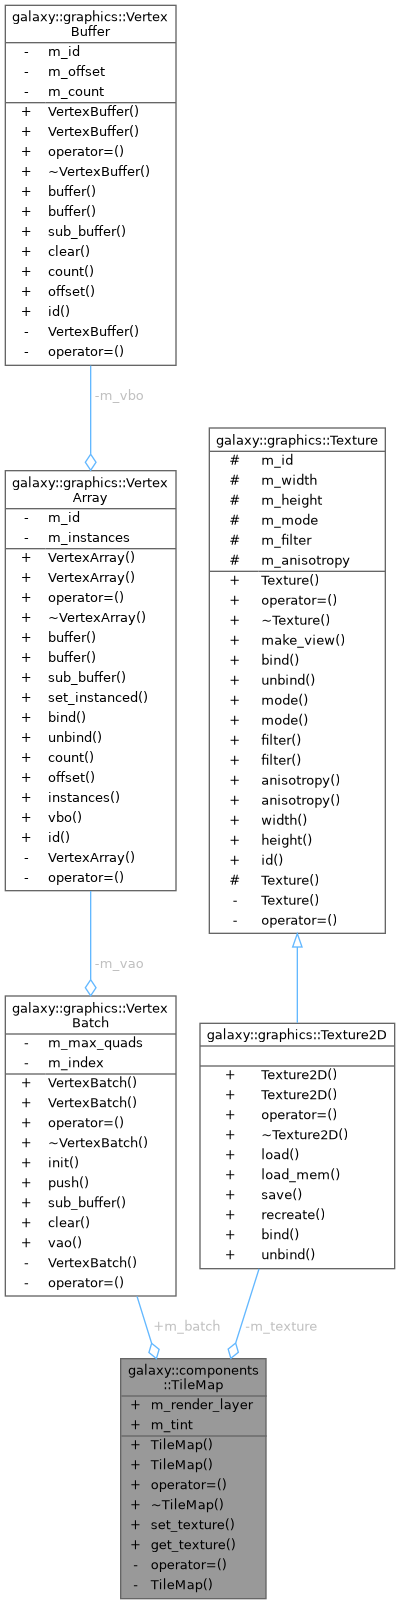 galaxy::graphics::Vertex
Buffer
- m_id
- m_offset
- m_count
+ VertexBuffer()
+ VertexBuffer()
+ operator=()
+ ~VertexBuffer()
+ buffer()
+ buffer()
+ sub_buffer()
+ clear()
+ count()
+ offset()
+ id()
- VertexBuffer()
- operator=()
-m_vbo
galaxy::graphics::Vertex
Array
- m_id
- m_instances
+ VertexArray()
+ VertexArray()
+ operator=()
+ ~VertexArray()
+ buffer()
+ buffer()
+ sub_buffer()
+ set_instanced()
+ bind()
+ unbind()
+ count()
+ offset()
+ instances()
+ vbo()
+ id()
- VertexArray()
- operator=()
-m_vao
galaxy::graphics::Vertex
Batch
- m_max_quads
- m_index
+ VertexBatch()
+ VertexBatch()
+ operator=()
+ ~VertexBatch()
+ init()
+ push()
+ sub_buffer()
+ clear()
+ vao()
- VertexBatch()
- operator=()
+m_batch
galaxy::graphics::Texture
# m_id
# m_width
# m_height
# m_mode
# m_filter
# m_anisotropy
+ Texture()
+ operator=()
+ ~Texture()
+ make_view()
+ bind()
+ unbind()
+ mode()
+ mode()
+ filter()
+ filter()
+ anisotropy()
+ anisotropy()
+ width()
+ height()
+ id()
# Texture()
- Texture()
- operator=()
galaxy::graphics::Texture2D
+ Texture2D()
+ Texture2D()
+ operator=()
+ ~Texture2D()
+ load()
+ load_mem()
+ save()
+ recreate()
+ bind()
+ unbind()
-m_texture
galaxy::components
::TileMap
+ m_render_layer
+ m_tint
+ TileMap()
+ TileMap()
+ operator=()
+ ~TileMap()
+ set_texture()
+ get_texture()
- operator=()
- TileMap()